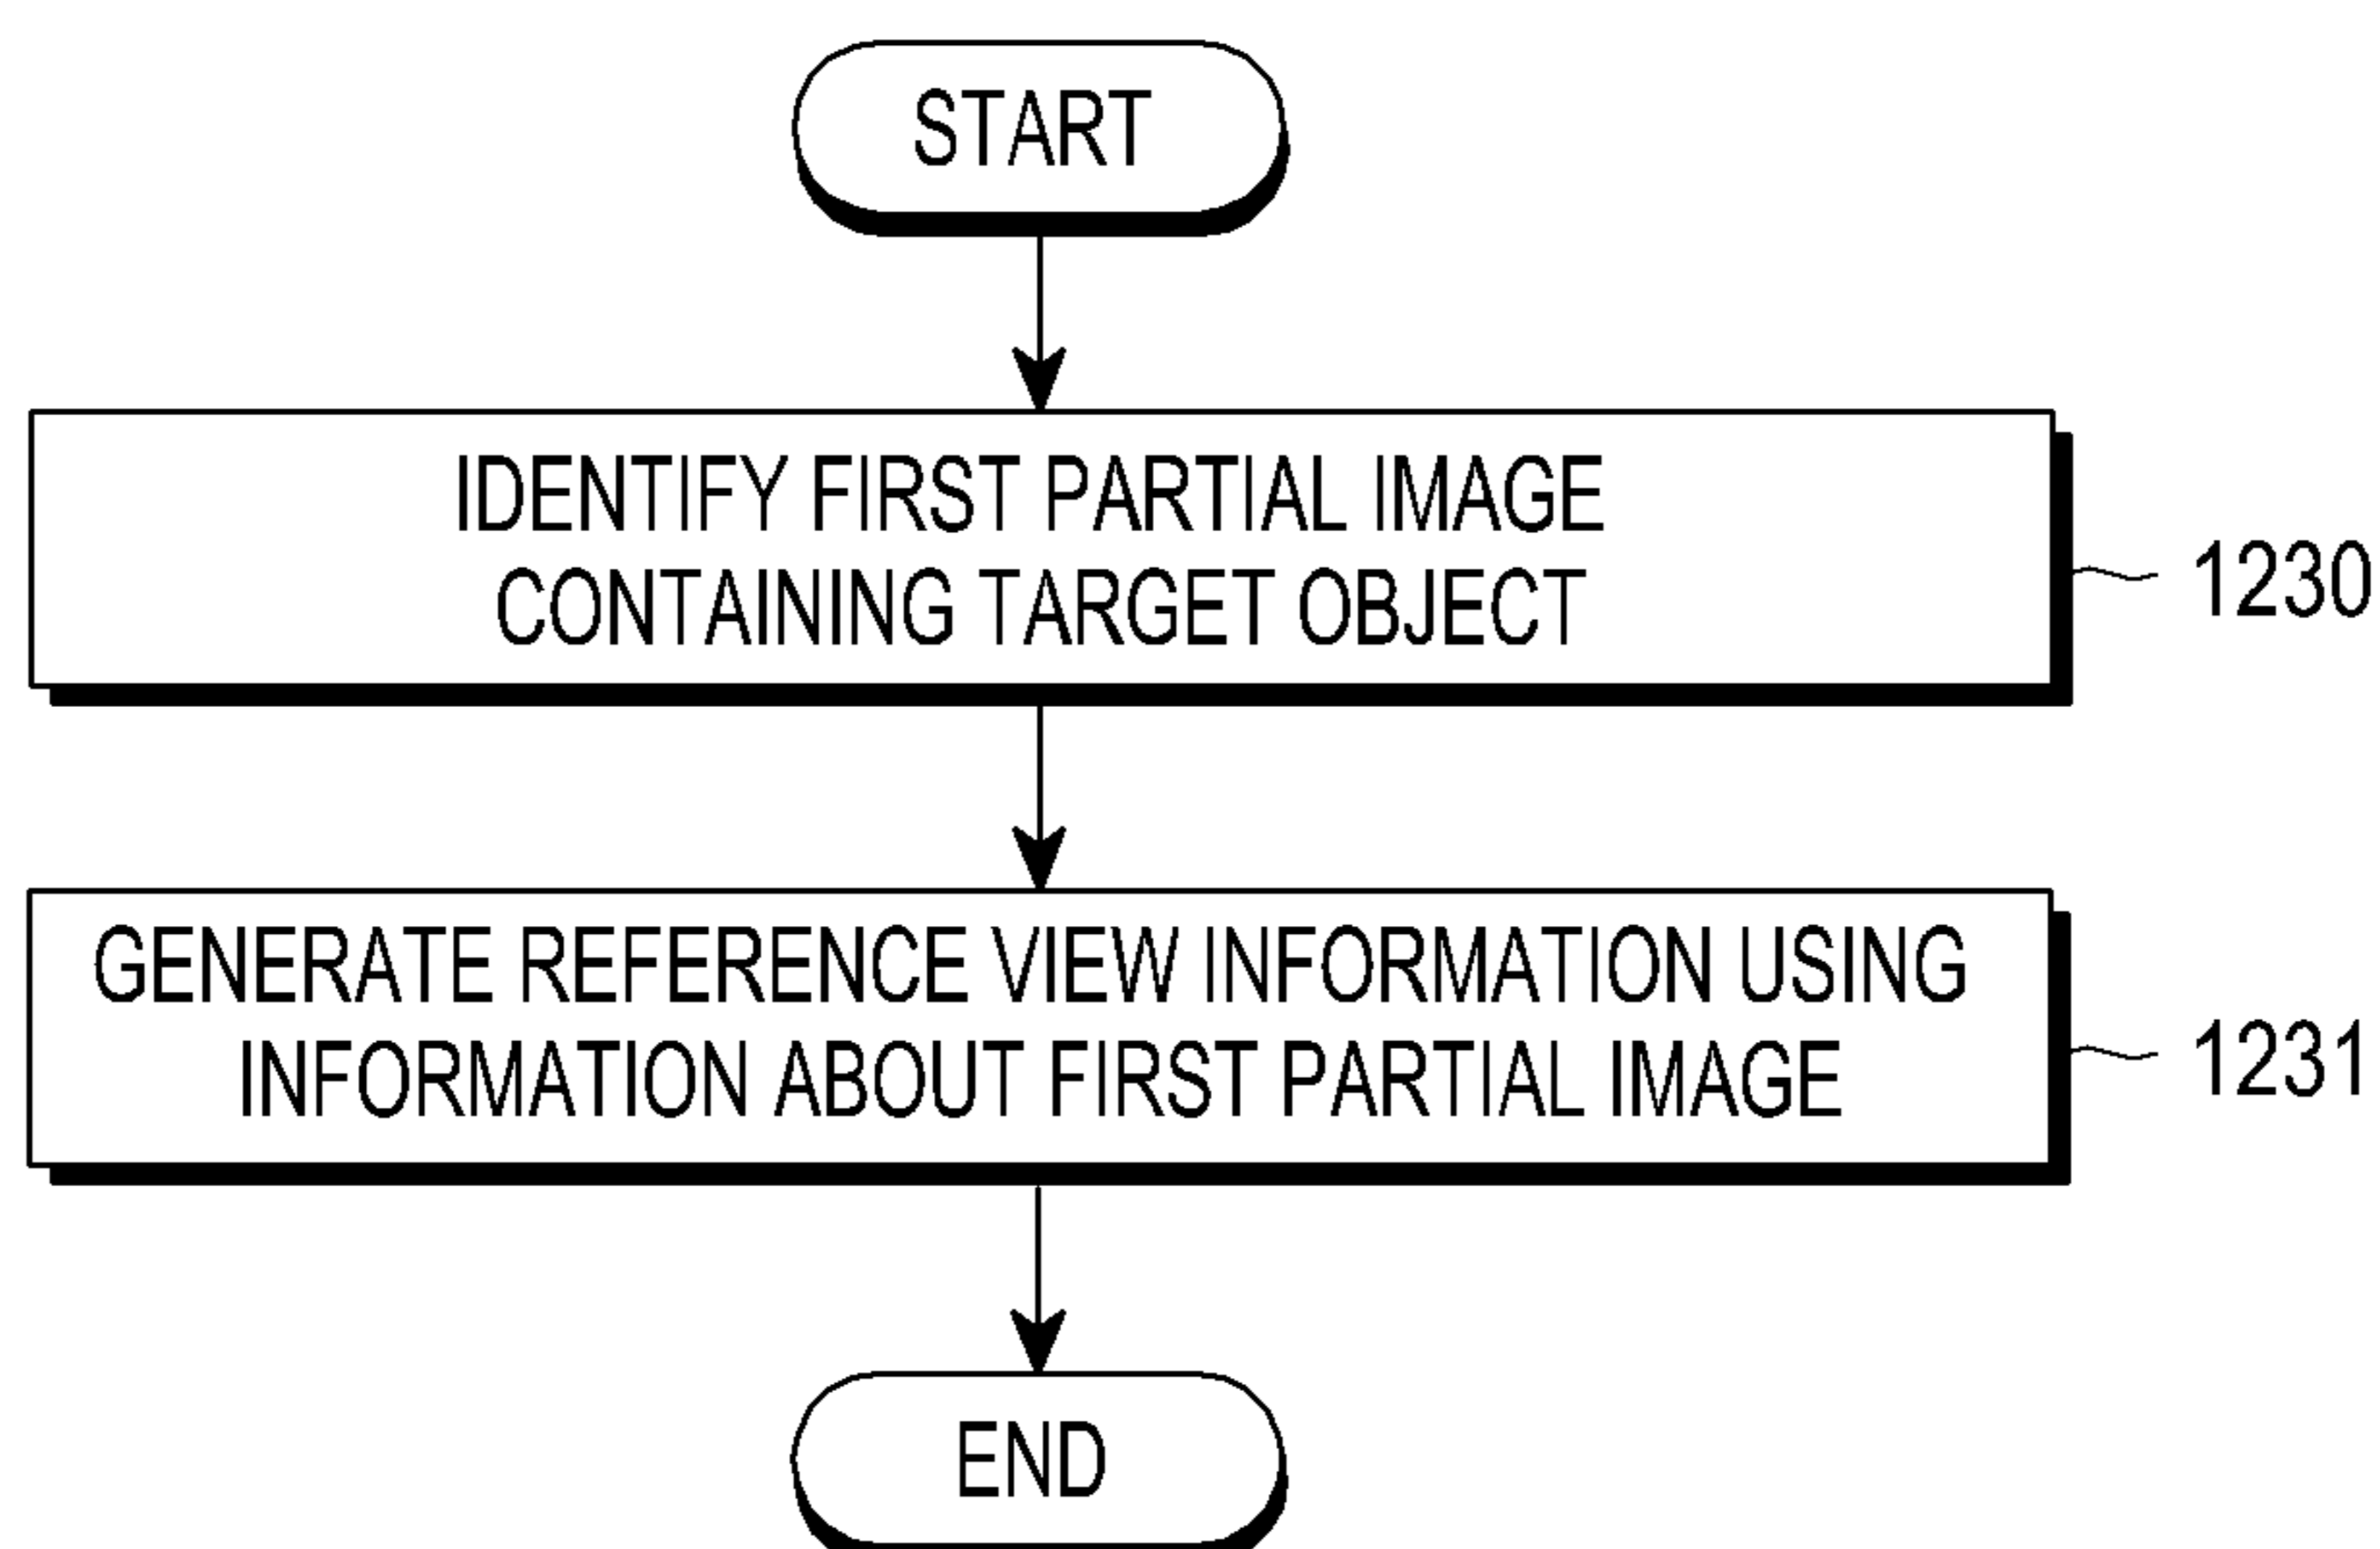 START
IDENTIFY FIRST PARTIAL IMAGE
CONTAINING TARGET OBJECT
1230
GENERATE REFERENCE VIEW INFORMATION USING
INFORMATION ABOUT FIRST PARTIAL IMAGE
1231
END